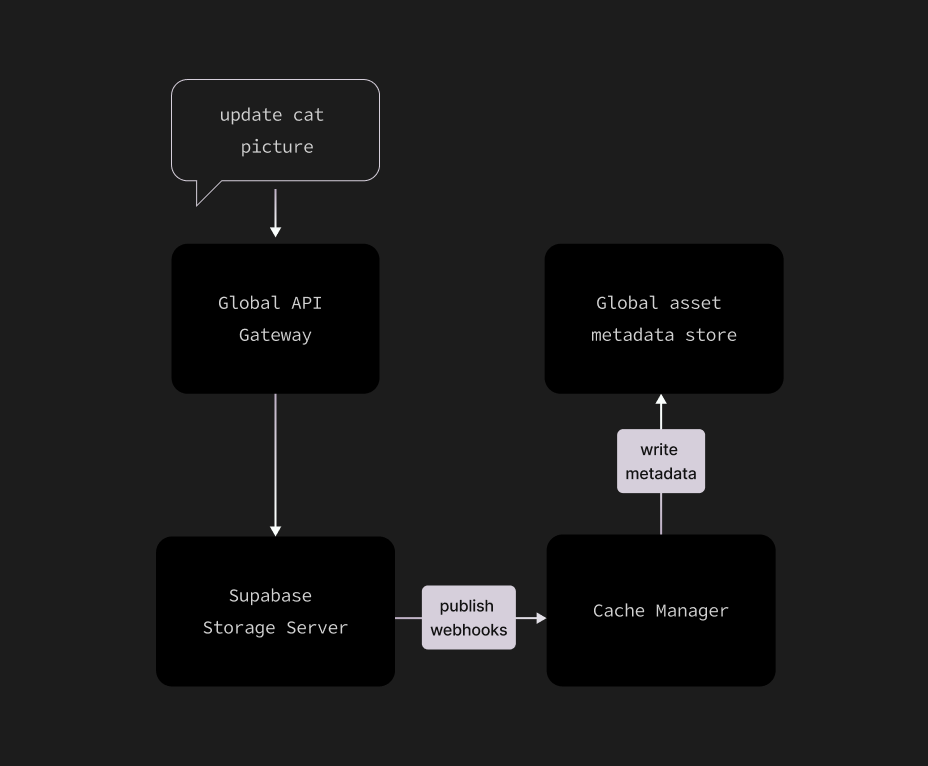 update cat
picture
Global API
Gateway
Global asset
metadata store
write
metadata
Supabase
Storage Server
publish
webhooks
Cache Manager